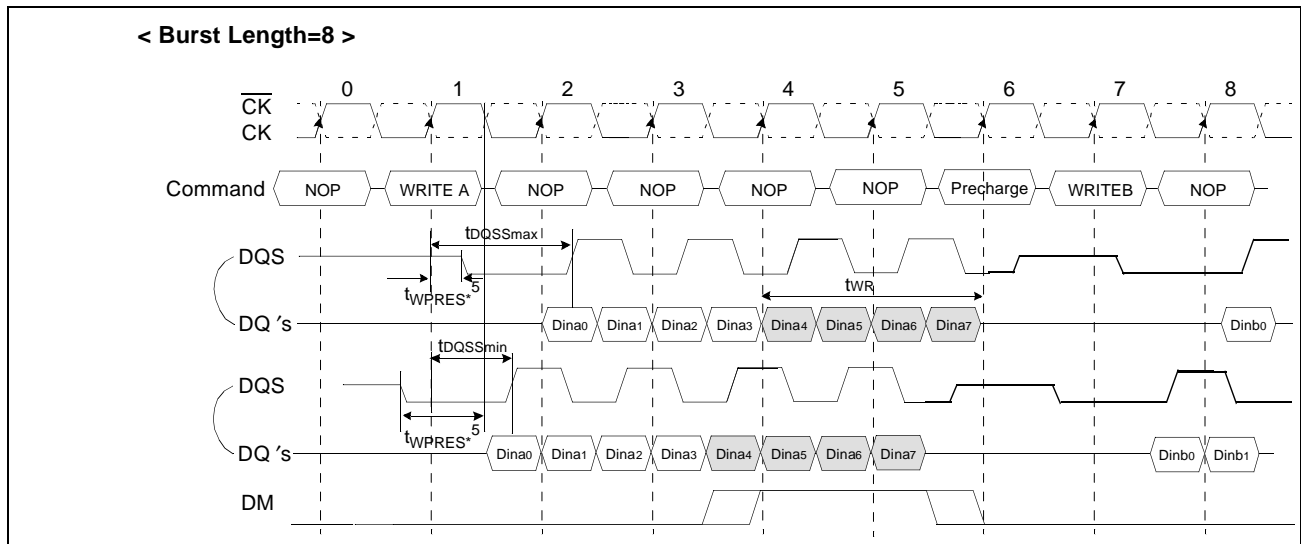 < Burst Length=8 >
0 1 2 3 4 5 6 7 8
CK
CK
Command NOP WRITE A NOP NOP NOP NOP Precharge WRITEB NOP
tDQSSmax
DQS
tWPRES*5
tWR
DQ ′s Dina0 Dina1 Dina2 Dina3 Dina4 Dina5 Dina6 Dina7 Dinb0
tDQSSmin
DQS
tWPRES*5
DQ ′s Dina0 Dina1 Dina2 Dina3 Dina4 Dina5 Dina6 Dina7 Dinb0 Dinb1
DM